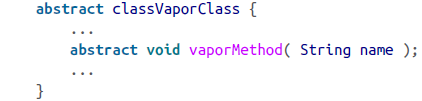 abstract classVaporClass {
...
abstract void vaporMethod( String name );
...
}